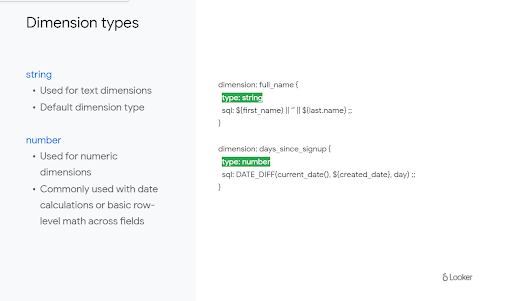 Dimension types
string
• Used for text dimensions
• Default dimension type
number
• Used for numeric
dimensions
• Commonly used with date
calculations or basic row-
level math across fields
dimension: full_name {
type: string
sql: ${first_name} || '' || ${last.name} ;;
}
dimension: days_since_signup {
type: number
sql: DATE_DIFF(current_date(), ${created_date}, day) ;;
}
Looker